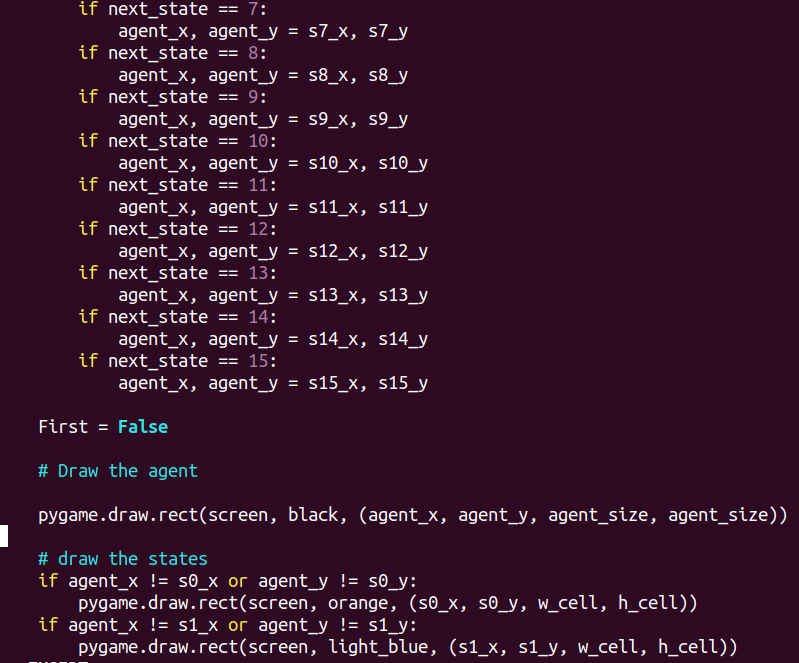 if next_state == 7:
agent_x, agent_y = s7_x, s7_y
if next_state == 8:
agent_x, agent_y = s8_x, s8_y
if next_state == 9:
agent_x, agent_y = s9_x, s9_y
if next_state == 10:
agent_x, agent_y = s10_x, s10_y
if next_state == 11:
agent_x, agent_y = s11_x, s11_y
if next_state == 12:
agent_x, agent_y = s12_x, s12_y
if next_state == 13:
agent_x, agent_y = s13_x, s13_y
if next_state == 14:
agent_x, agent_y = s14_x, s14_y
if next_state == 15:
agent_x, agent_y = s15_x, s15_y
First = False
# Draw the agent
pygame.draw.rect(screen, black, (agent_x, agent_y, agent_size, agent_size))
# draw the states
if agent_x != s0_x or agent_y != s0_y:
pygame.draw.rect(screen, orange, (s0_x, s0_y, w_cell, h_cell))
if agent_x != s1_x or agent_y != s1_y:
pygame.draw.rect(screen, light_blue, (s1_x, s1_y, w_cell, h_cell))